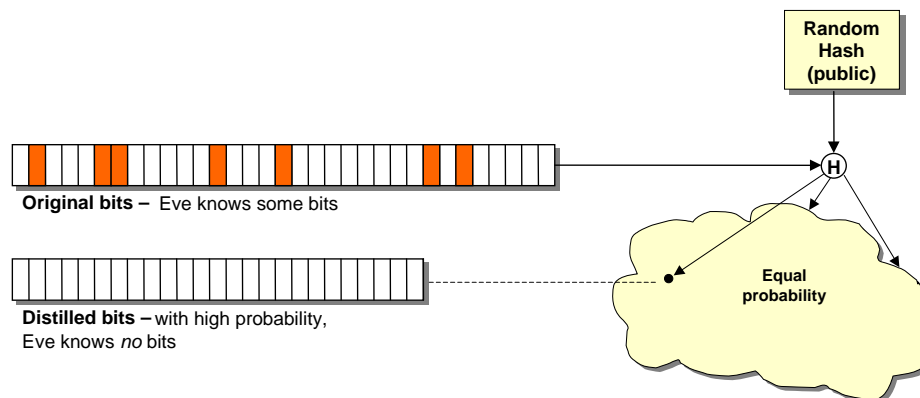 Random
Hash
(public)
H
Original bits – Eve knows some bits
Equal
probability
Distilled bits – with high probability,
Eve knows no bits